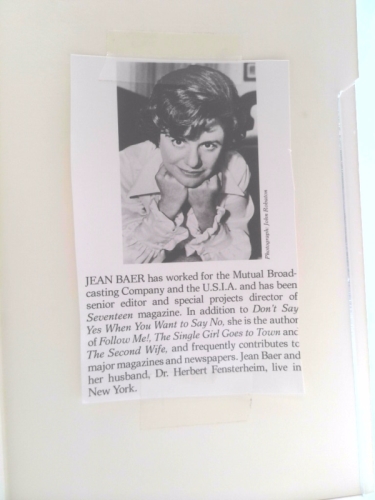 Photograph: John Robaton
JEAN BAER has worked for the Mutual Broad-
casting Company and the U.S.I.A. and has been
senior editor and special projects director of
Seventeen magazine. In addition to Don't Say
Yes When You Want to Say No, she is the author
of Follow Me!, The Single Girl Goes to Town and
The Second Wife, and frequently contributes to
major magazines and newspapers. Jean Baer and
her husband, Dr. Herbert Fensterheim, live in
New York.